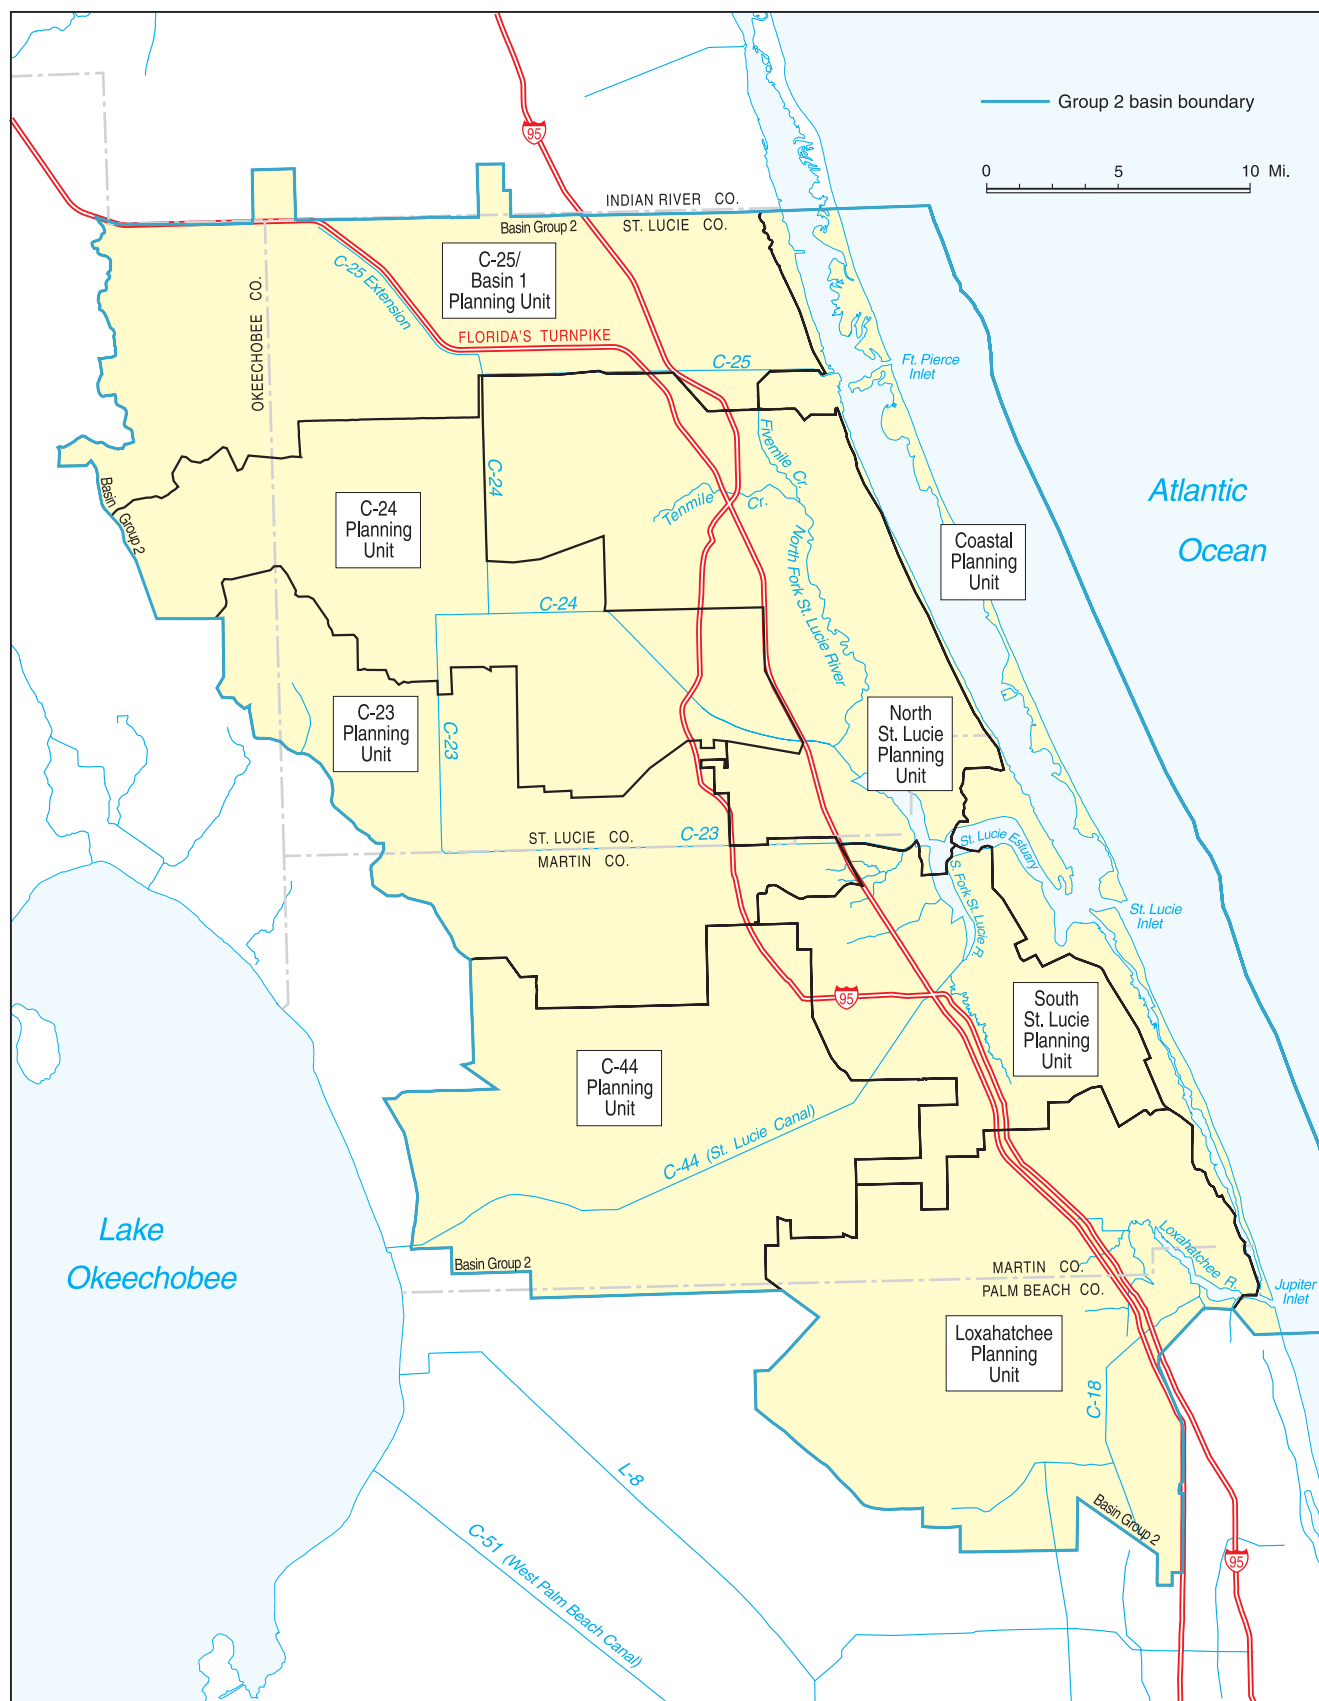 Group 2 basin boundary
0 5 10 Mi.
95
INDIAN RIVER CO.
ST. LUCIE CO.
Basin Group 2
C-25/
Basin 1
Planning Unit
C-25 Extension
OKEECHOBEE CO.
FLORIDA'S TURNPIKE
C-25
Ft. Pierce
Inlet
Fivemile Cr.
C-24
Tenmile Cr.
Basin Group 2
C-24
Planning
Unit
Atlantic
Ocean
Coastal
Planning
Unit
North Fork St. Lucie River
C-24
C-23
Planning
Unit
C-23
North
St. Lucie
Planning
Unit
ST. LUCIE CO.
MARTIN CO.
C-23
St. Lucie Estuary
S. Fork St. Lucie R.
St. Lucie
Inlet
95
South
St. Lucie
Planning
Unit
C-44
Planning
Unit
C-44 (St. Lucie Canal)
Lake
Okeechobee
Basin Group 2
Loxahatchee R.
MARTIN CO.
PALM BEACH CO.
Jupiter
Inlet
Loxahatchee
Planning
Unit
C-18
L-8
Basin Group 2
C-51 (West Palm Beach Canal)
95